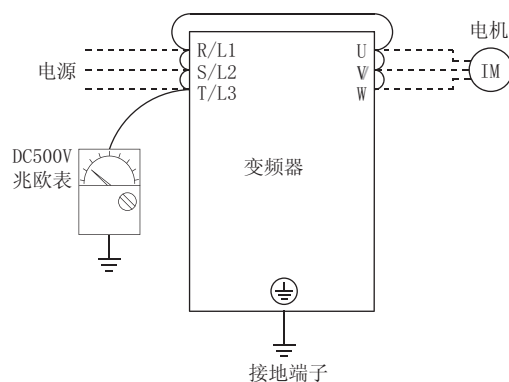 电机
R/L1
S/L2
T/L3
U
V
W
IM
电源
DC500V
兆欧表
变频器
接地端子